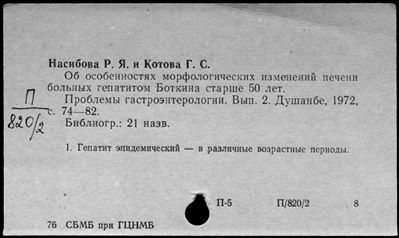 Насибова Р. Я. и Котова Г. С.
Об особенностях морфологических изменений печени
больных гепатитом Боткина старше 50 лет.
Проблемы гастроэнтерологии. Вып. 2. Душанбе, 1972,
с. 74—82.
Библиогр.: 21 назв.
П
820/2
1. Гепатит эпидемический — в различные возрастные периоды.
П-5 П/820/2 8
76 СБМБ при ГЦНМБ